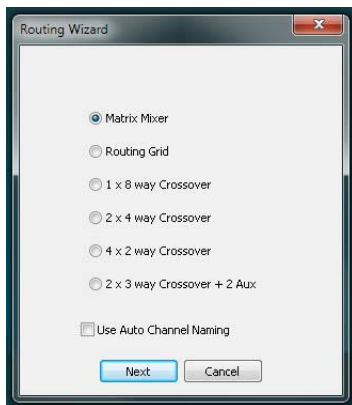 Routing Wizard
Matrix Mixer
Routing Grid
1 x 8 way Crossover
2 x 4 way Crossover
4 x 2 way Crossover
2 x 3 way Crossover + 2 Aux
Use Auto Channel Naming
Next Cancel